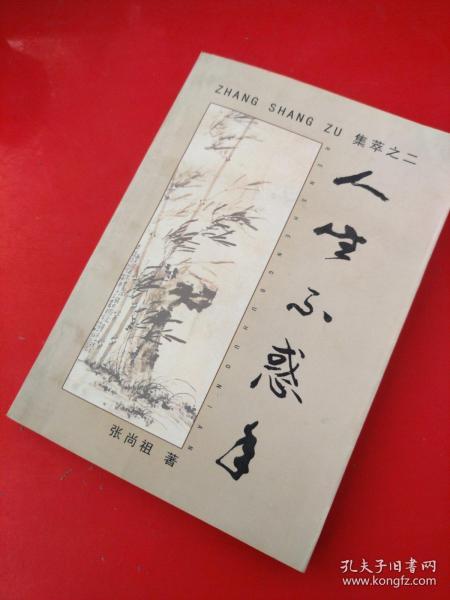 ZHANG SHANG ZU 集萃之二
人生不惑年
RENSHENGBUHUONIAN
张尚祖 著
孔夫子旧书网
www.kongfz.com